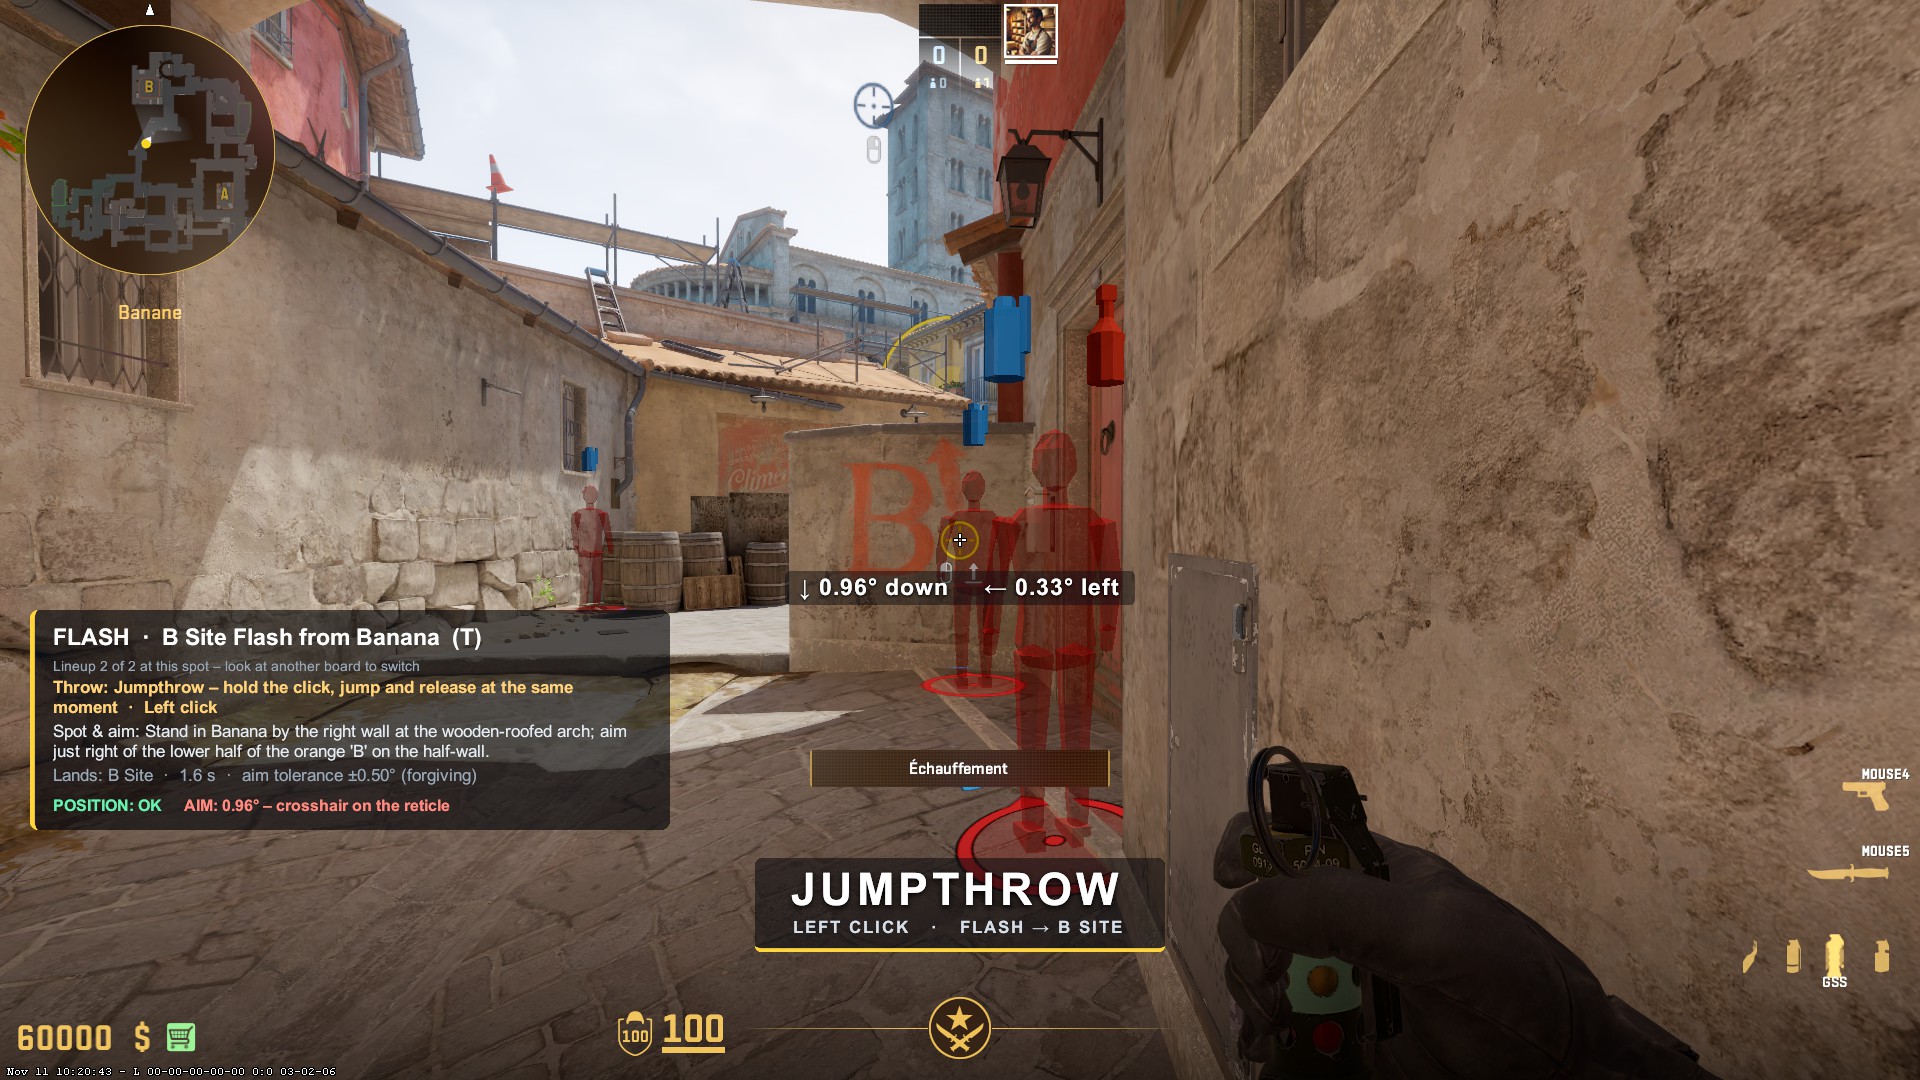 B
A
Banane
0 0
0 1
Clima
B
↓ 0.96° down ← 0.33° left
FLASH · B Site Flash from Banana (T)
Lineup 2 of 2 at this spot – look at another board to switch
Throw: Jumpthrow – hold the click, jump and release at the same
moment · Left click
Spot & aim: Stand in Banana by the right wall at the wooden-roofed arch; aim
just right of the lower half of the orange 'B' on the half-wall.
Lands: B Site · 1.6 s · aim tolerance ±0.50° (forgiving)
POSITION: OK AIM: 0.96° – crosshair on the reticle
Échauffement
JUMPTHROW
LEFT CLICK · FLASH → B SITE
MOUSE4
MOUSE5
GSS
60000 $
100 100
Nov 11 10:20:43 - L 00-00-00-00-00 0:0 03-02-06